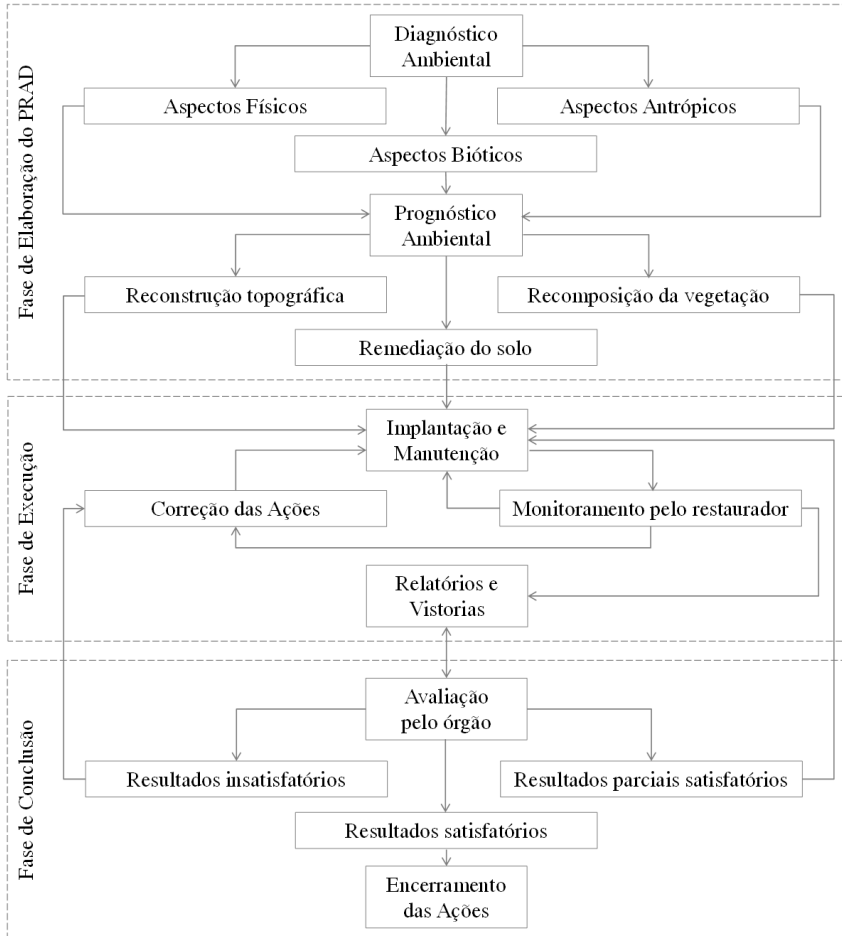 Fase de Elaboração do PRAD
Diagnóstico
Ambiental
Aspectos Físicos
Aspectos Antrópicos
Aspectos Bióticos
Prognóstico
Ambiental
Reconstrução topográfica
Recomposição da vegetação
Remediação do solo
Fase de Execução
Implantação e
Manutenção
Correção das Ações
Monitoramento pelo restaurador
Relatórios e
Vistorias
Fase de Conclusão
Avaliação
pelo órgão
Resultados insatisfatórios
Resultados parciais satisfatórios
Resultados satisfatórios
Encerramento
das Ações